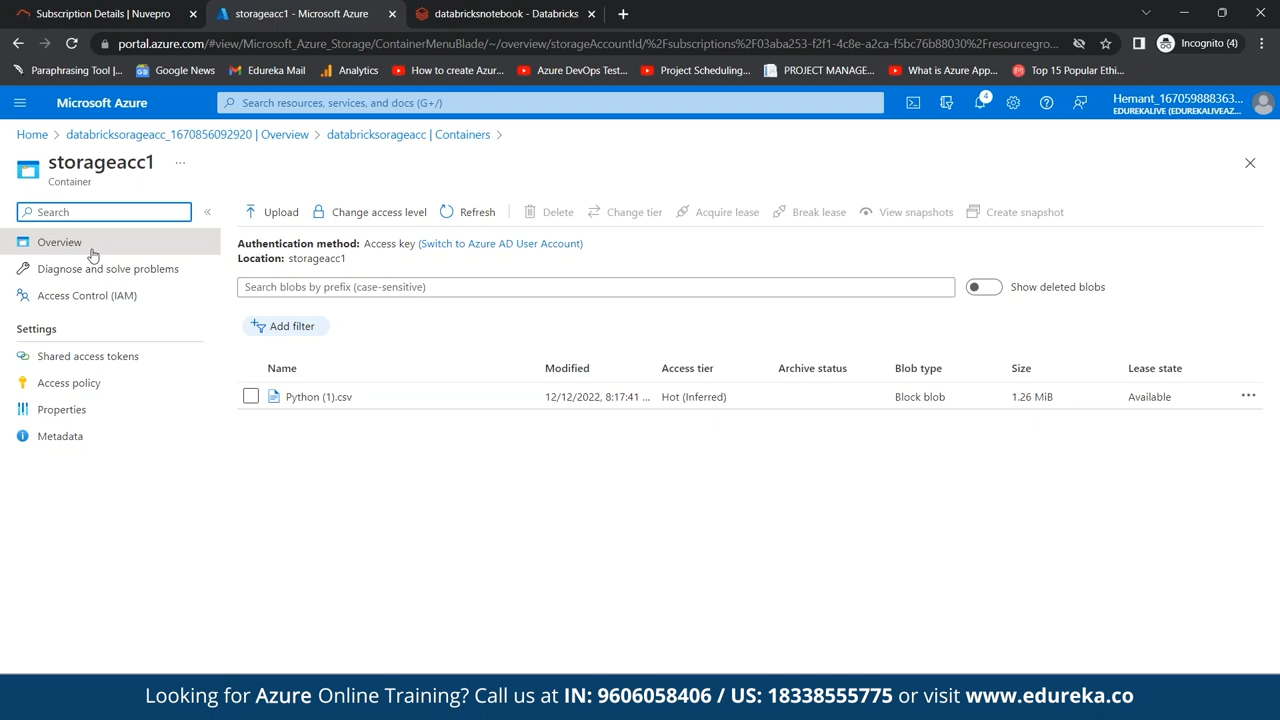 Subscription Details | Nuvepro
storageacc1 - Microsoft Azure
databricksnotebook - Databricks
portal.azure.com/#view/Microsoft_Azure_Storage/ContainerMenuBlade/~/overview/storageAccountId/%2Fsubscriptions%2F03aba253-f2f1-4c8e-a2ca-f5bc76b88030%2Fresourcegro...
Incognito (4)
Paraphrasing Tool |...
Google News
Edureka Mail
Analytics
How to create Azur...
Azure DevOps Test...
Project Scheduling...
PROJECT MANAGE...
What is Azure App...
Top 15 Popular Ethi...
Microsoft Azure
Search resources, services, and docs (G+/)
4
Hemant_167059888363...
EDUREKALIVE (EDUREKALIVEAZ...
Home > databricksorageacc_1670856092920 | Overview > databricksorageacc | Containers >
storageacc1 ...
Container
Search
«
Overview
Diagnose and solve problems
Access Control (IAM)
Settings
Shared access tokens
Access policy
Properties
Metadata
Upload
Change access level
Refresh
Delete
Change tier
Acquire lease
Break lease
View snapshots
Create snapshot
Authentication method: Access key (Switch to Azure AD User Account)
Location: storageacc1
Search blobs by prefix (case-sensitive)
Show deleted blobs
Add filter
Name Modified Access tier Archive status Blob type Size Lease state
Python (1).csv 12/12/2022, 8:17:41 ... Hot (Inferred) Block blob 1.26 MiB Available ...
Looking for Azure Online Training? Call us at IN: 9606058406 / US: 18338555775 or visit www.edureka.co